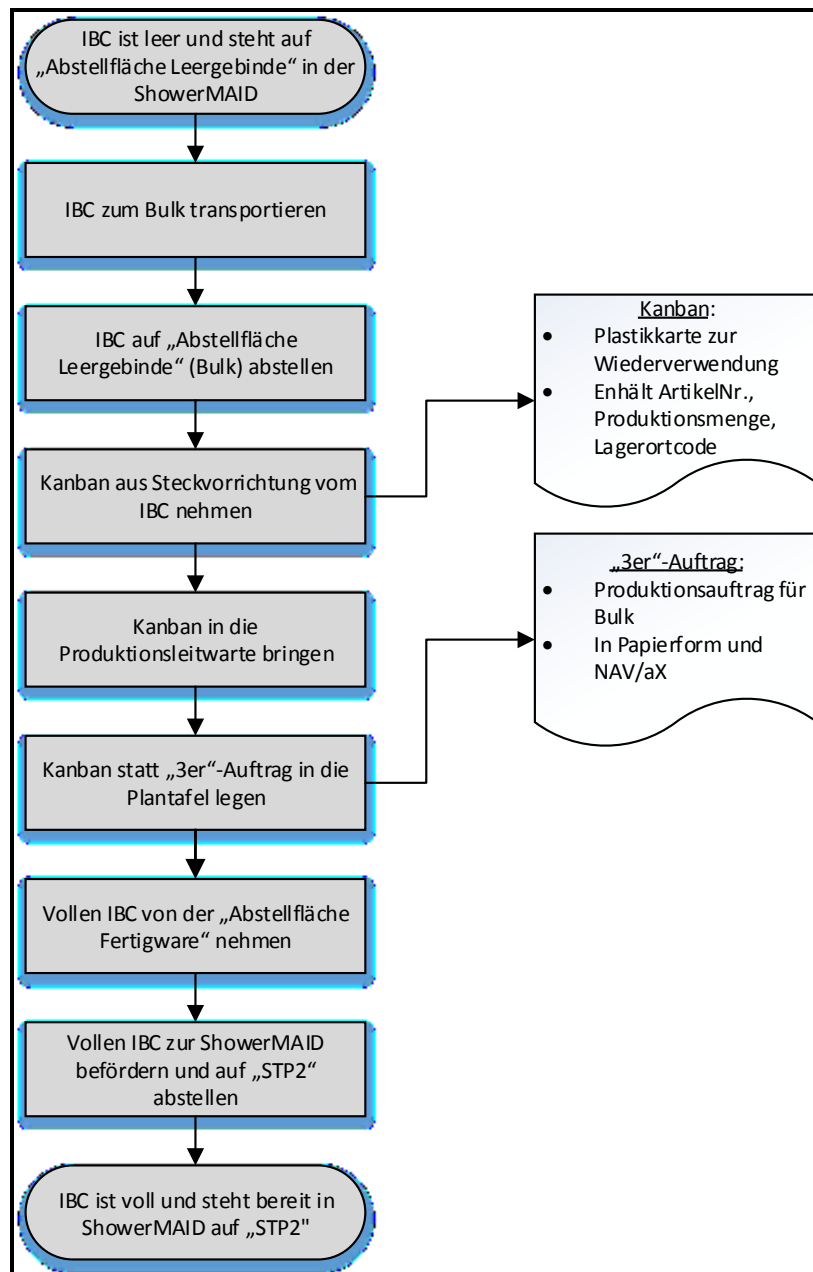 IBC ist leer und steht auf
„Abstellfläche Leergebinde“ in der
ShowerMAID
IBC zum Bulk transportieren
IBC auf „Abstellfläche
Leergebinde“ (Bulk) abstellen
Kanban aus Steckvorrichtung vom
IBC nehmen
Kanban:
• Plastikkarte zur
Wiederverwendung
• Enhält ArtikelNr.,
Produktionsmenge,
Lagerortcode
Kanban in die
Produktionsleitwarte bringen
Kanban statt „3er“-Auftrag in die
Plantafel legen
„3er“-Auftrag:
• Produktionsauftrag für
Bulk
• In Papierform und
NAV/aX
Vollen IBC von der „Abstellfläche
Fertigware“ nehmen
Vollen IBC zur ShowerMAID
befördern und auf „STP2“
abstellen
IBC ist voll und steht bereit in
ShowerMAID auf „STP2"